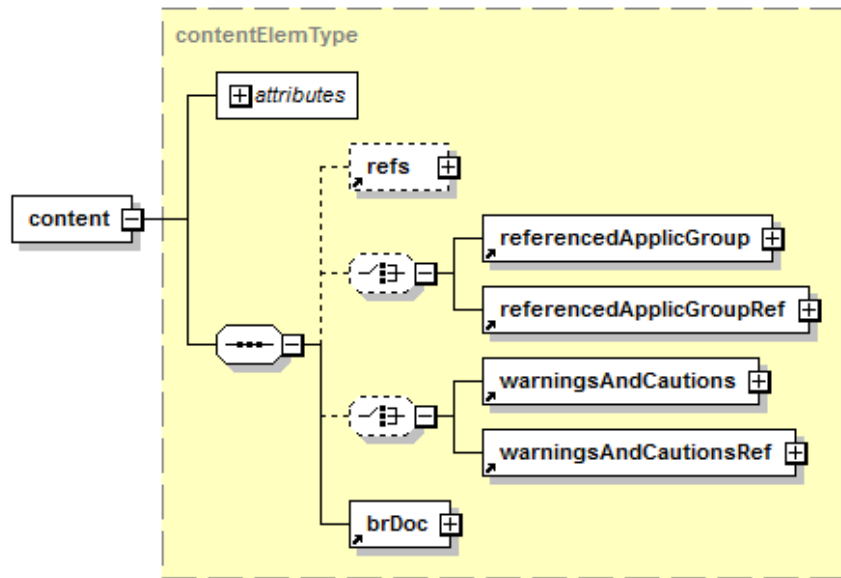 contentElemType
attributes
refs
content
referencedApplicGroup
referencedApplicGroupRef
warningsAndCautions
warningsAndCautionsRef
brDoc